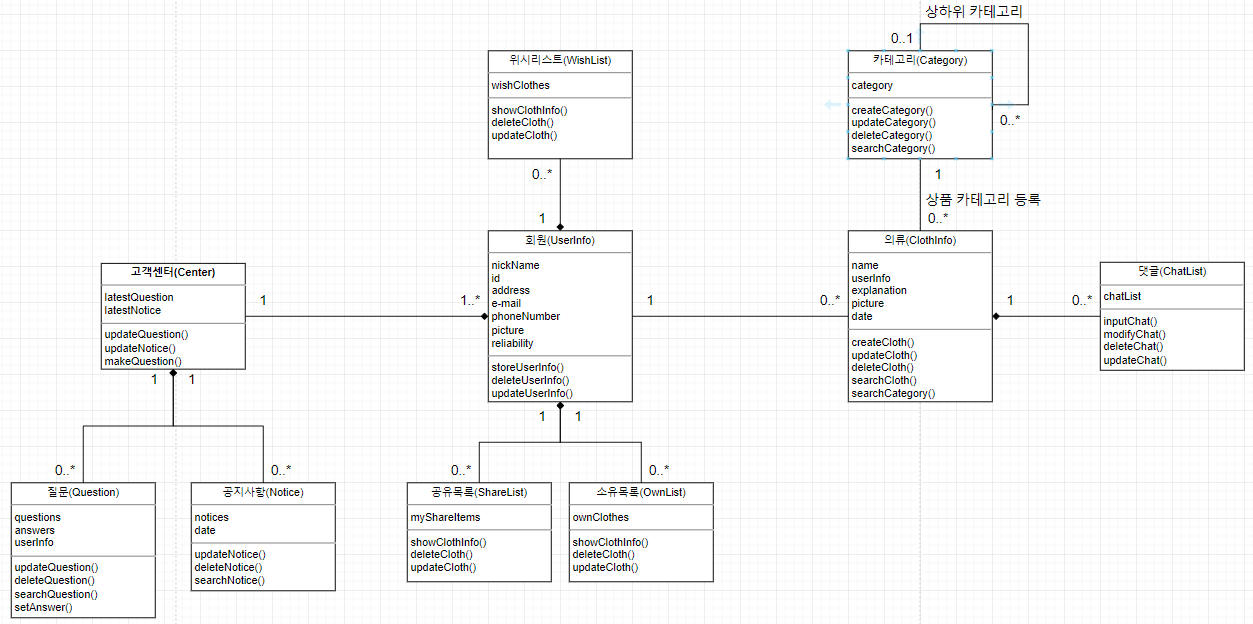 상하위 카테고리
0..1
위시리스트(WishList)
wishClothes
showClothInfo()
deleteCloth()
updateCloth()
카테고리(Category)
category
createCategory()
updateCategory()
deleteCategory()
searchCategory()
0..*
0..*
1
1
상품 카테고리 등록
0..*
고객센터(Center)
latestQuestion
latestNotice
updateQuestion()
updateNotice()
makeQuestion()
1
1..*
회원(UserInfo)
nickName
id
address
e-mail
phoneNumber
picture
reliability
storeUserInfo()
deleteUserInfo()
updateUserInfo()
1
0..*
의류(ClothInfo)
name
userInfo
explanation
picture
date
createCloth()
updateCloth()
deleteCloth()
searchCloth()
searchCategory()
1
0..*
댓글(ChatList)
chatList
inputChat()
modifyChat()
deleteChat()
updateChat()
1
1
1
1
0..*
0..*
0..*
0..*
질문(Question)
questions
answers
userInfo
updateQuestion()
deleteQuestion()
searchQuestion()
setAnswer()
공지사항(Notice)
notices
date
updateNotice()
deleteNotice()
searchNotice()
공유목록(ShareList)
myShareItems
showClothInfo()
deleteCloth()
updateCloth()
소유목록(OwnList)
ownClothes
showClothInfo()
deleteCloth()
updateCloth()